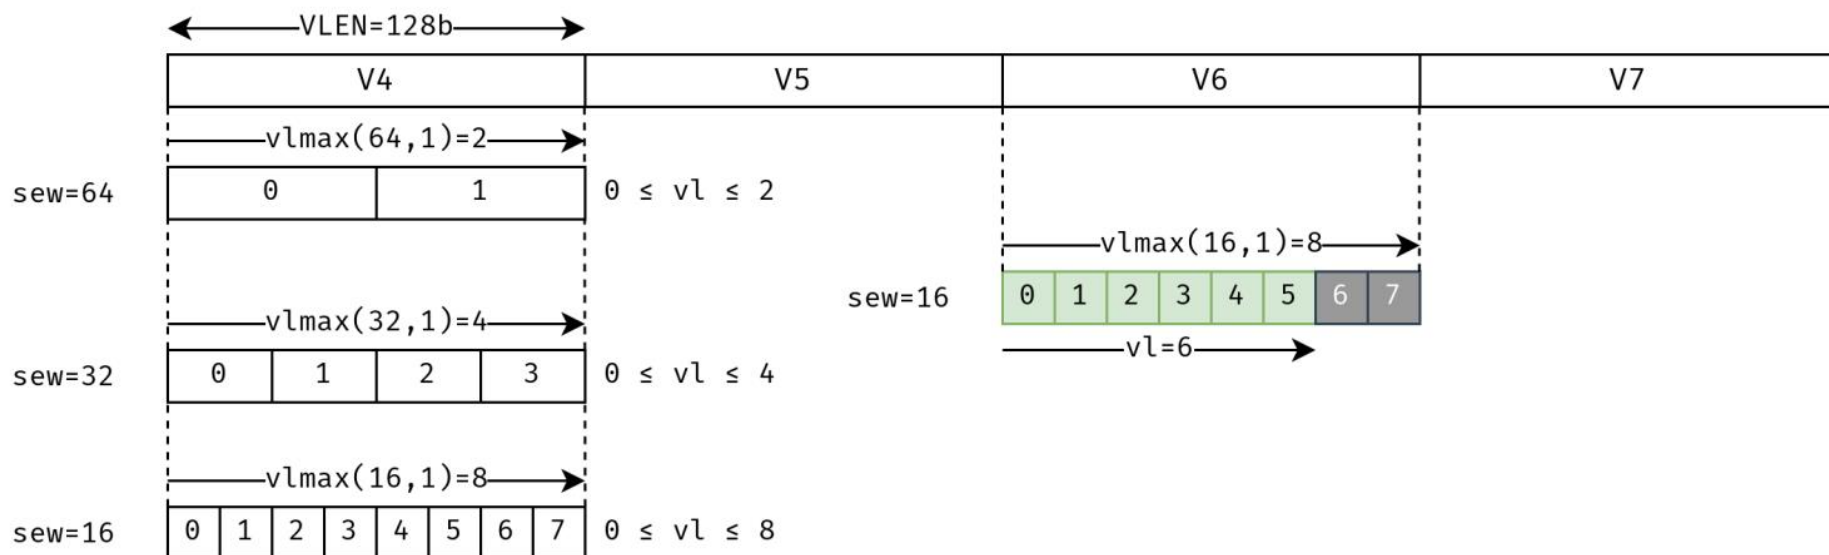 VLEN=128b
V4 V5 V6 V7
vlmax(64,1)=2
sew=64 0 1 0 ≤ vl ≤ 2
vlmax(16,1)=8
sew=16 0 1 2 3 4 5 6 7
vl=6
vlmax(32,1)=4
sew=32 0 1 2 3 0 ≤ vl ≤ 4
vlmax(16,1)=8
sew=16 0 1 2 3 4 5 6 7 0 ≤ vl ≤ 8